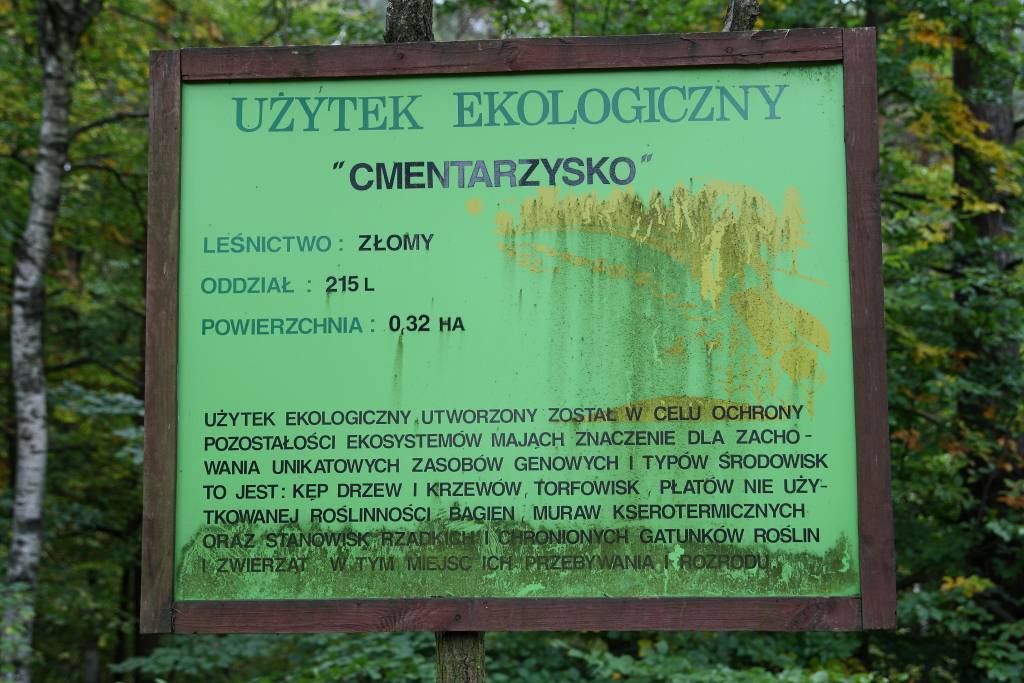 UŻYTEK EKOLOGICZNY
"CMENTARZYSKO"
LEŚNICTWO : ZŁOMY
ODDZIAŁ : 215 L
POWIERZCHNIA : 0,32 HA
UŻYTEK EKOLOGICZNY UTWORZONY ZOSTAŁ W CELU OCHRONY
POZOSTAŁOŚCI EKOSYSTEMÓW MAJĄCH ZNACZENIE DLA ZACHO -
WANIA UNIKATOWYCH ZASOBÓW GENOWYCH I TYPÓW ŚRODOWISK
TO JEST : KĘP DRZEW I KRZEWÓW, TORFOWISK PŁATÓW NIE UŻY-
TKOWANEJ ROŚLINNOŚCI, BAGIEN, MURAW KSEROTERMICZNYCH
ORAZ STANOWISK RZADKICH I CHRONIONYCH GATUNKÓW ROŚLIN
I ZWIERZĄT W TYM MIEJSC ICH PRZEBYWANIA I ROZRODU.